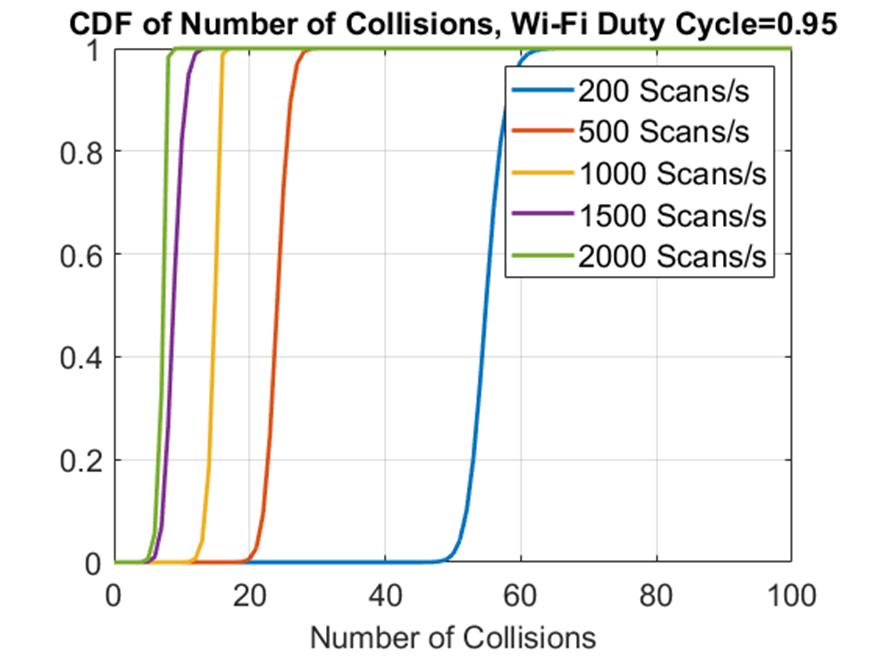 CDF of Number of Collisions, Wi-Fi Duty Cycle=0.95
1
0.8
0.6
0.4
0.2
0
200 Scans/s
500 Scans/s
1000 Scans/s
1500 Scans/s
2000 Scans/s
0 20 40 60 80 100
Number of Collisions